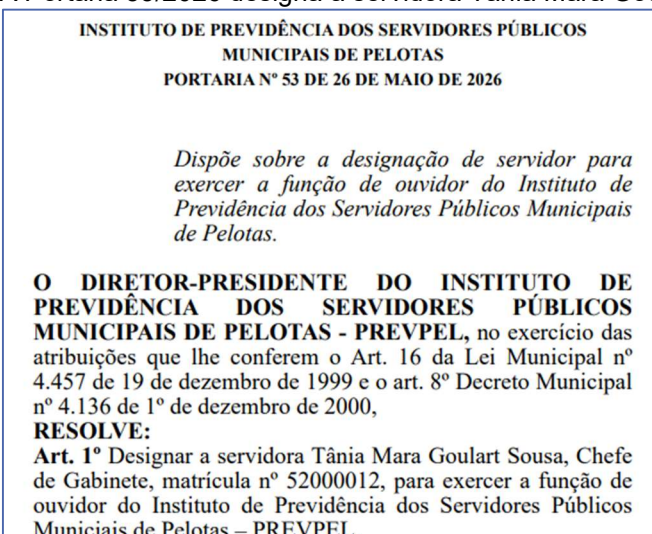 INSTITUTO DE PREVIDÊNCIA DOS SERVIDORES PÚBLICOS
MUNICIPAIS DE PELOTAS
PORTARIA Nº 53 DE 26 DE MAIO DE 2026
Dispõe sobre a designação de servidor para
exercer a função de ouvidor do Instituto de
Previdência dos Servidores Públicos Municipais
de Pelotas.
O DIRETOR-PRESIDENTE DO INSTITUTO DE
PREVIDÊNCIA DOS SERVIDORES PÚBLICOS
MUNICIPAIS DE PELOTAS - PREVPEL, no exercício das
atribuições que lhe conferem o Art. 16 da Lei Municipal nº
4.457 de 19 de dezembro de 1999 e o art. 8º Decreto Municipal
nº 4.136 de 1º de dezembro de 2000,
RESOLVE:
Art. 1º Designar a servidora Tânia Mara Goulart Sousa, Chefe
de Gabinete, matrícula nº 52000012, para exercer a função de
ouvidor do Instituto de Previdência dos Servidores Públicos
Municiais de Pelotas – PREVPEL